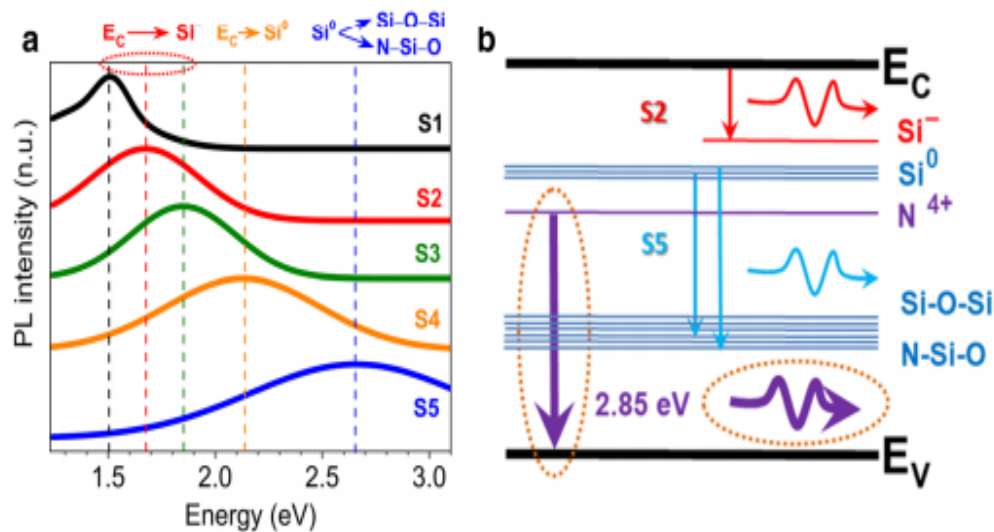 a
E_C → Si⁻
E_C → Si⁰
Si⁰
Si–O–Si
N–Si–O
PL intensity (n.u.)
S1
S2
S3
S4
S5
1.5
2.0
2.5
3.0
Energy (eV)
b
E_C
S2
Si⁻
Si⁰
N ⁴⁺
S5
Si-O-Si
N-Si-O
2.85 eV
E_V